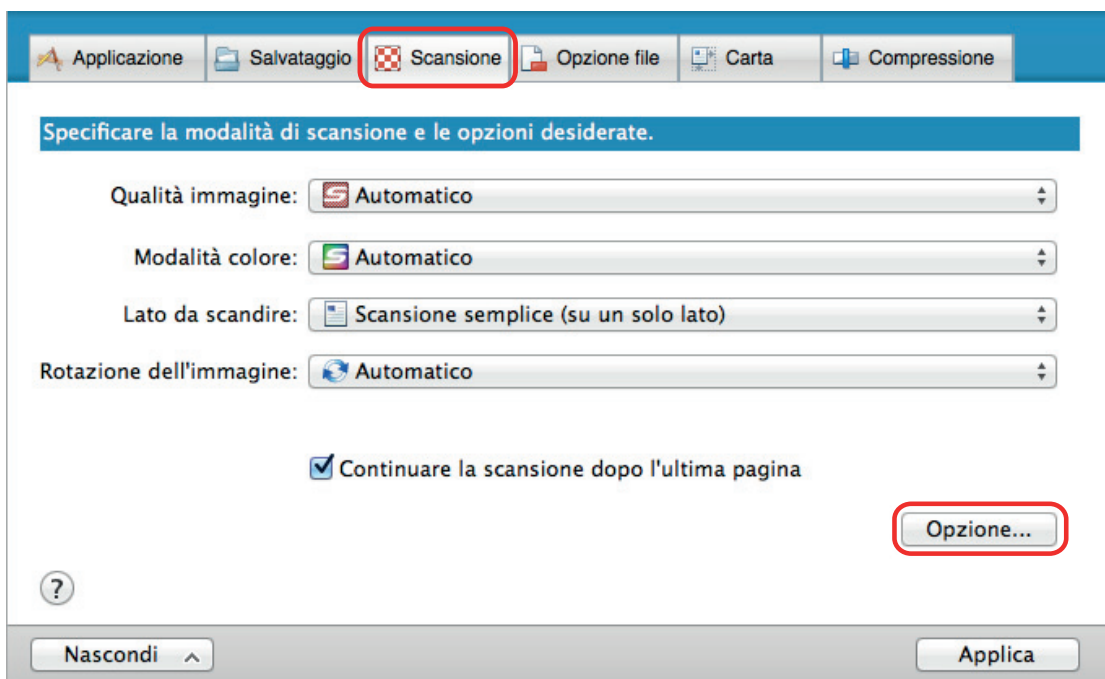 Applicazione Salvataggio Scansione Opzione file Carta Compressione
Specificare la modalità di scansione e le opzioni desiderate.
Qualità immagine: Automatico
Modalità colore: Automatico
Lato da scandire: Scansione semplice (su un solo lato)
Rotazione dell'immagine: Automatico
Continuare la scansione dopo l'ultima pagina
Opzione...
?
Nascondi Applica